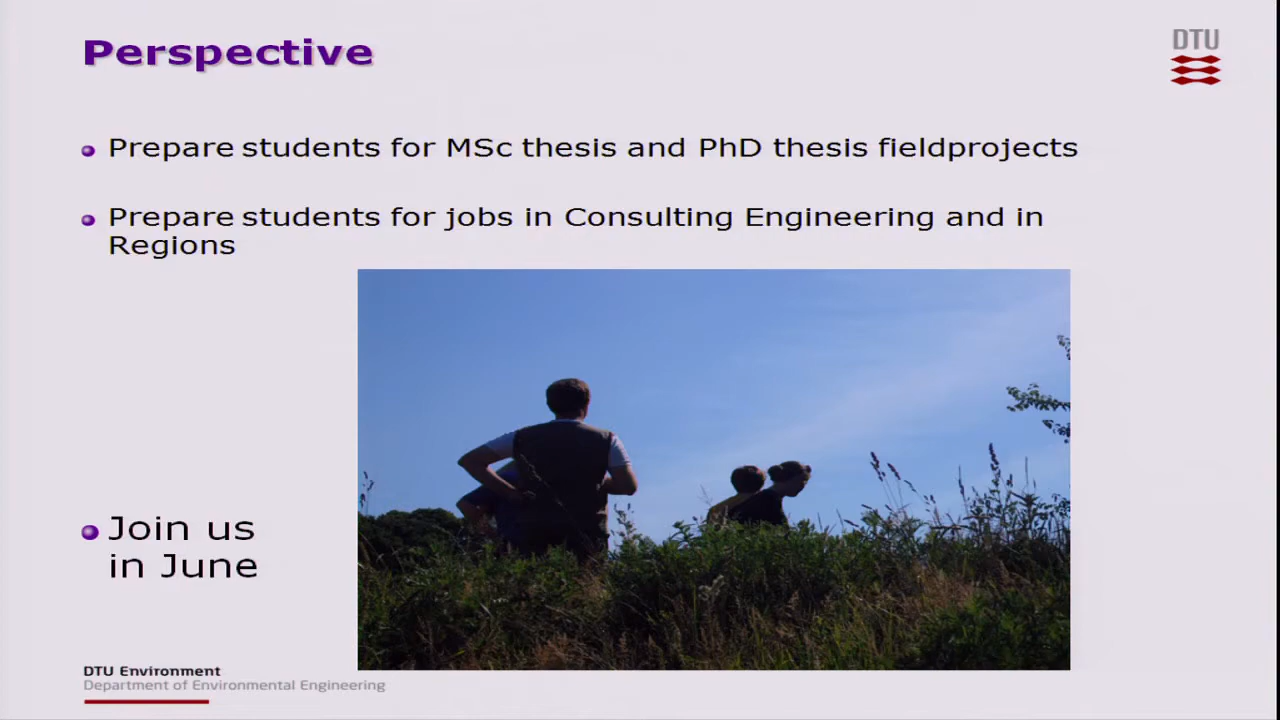 Perspective
DTU
Prepare students for MSc thesis and PhD thesis fieldprojects
Prepare students for jobs in Consulting Engineering and in
Regions
Join us
in June
DTU Environment
Department of Environmental Engineering